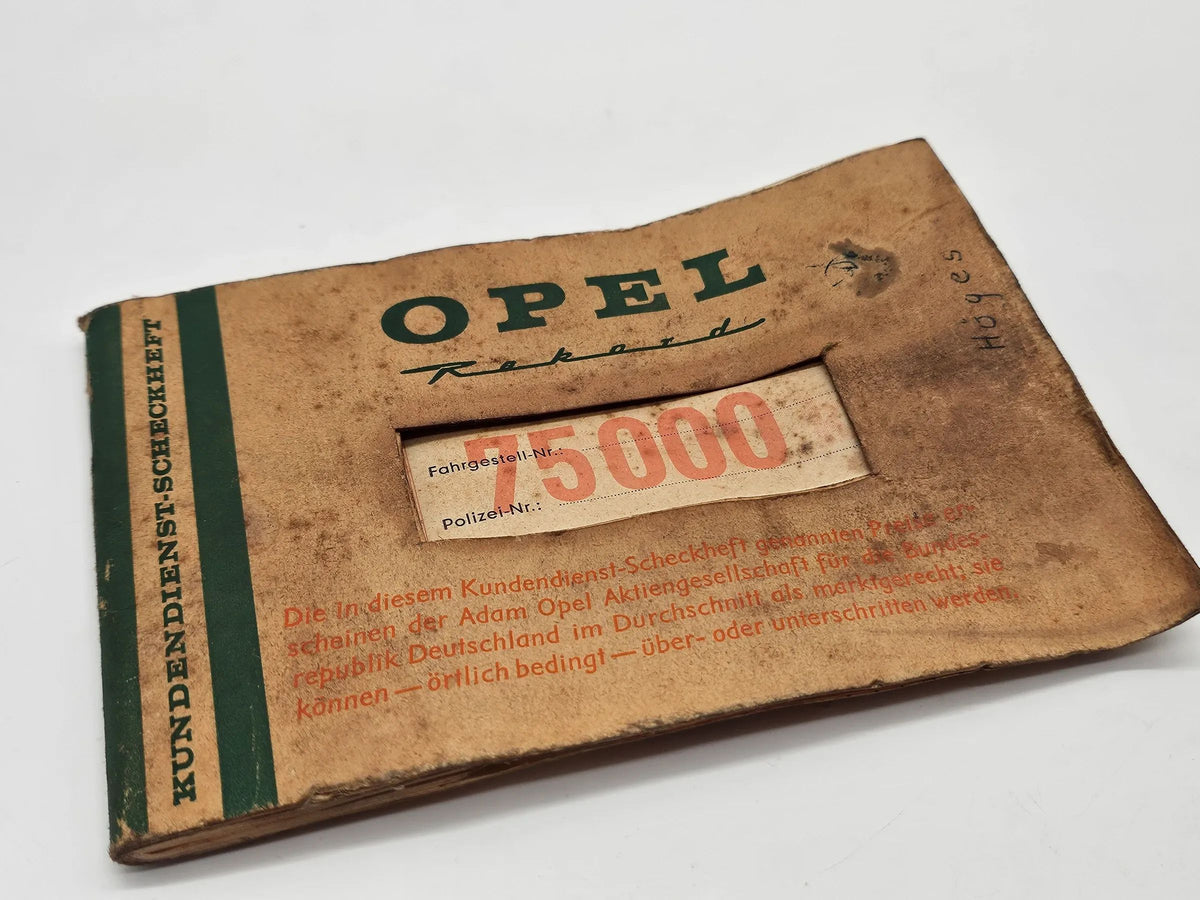 KUNDENDIENST-SCHECKHEFT
OPEL
Rekord
Höges
75000
Fahrgestell-Nr.:
Polizei-Nr.:
Die in diesem Kundendienst-Scheckheft genannten Preise er-
scheinen der Adam Opel Aktiengesellschaft für die Bundes-
republik Deutschland im Durchschnitt als marktgerecht; sie
können — örtlich bedingt — über- oder unterschritten werden.